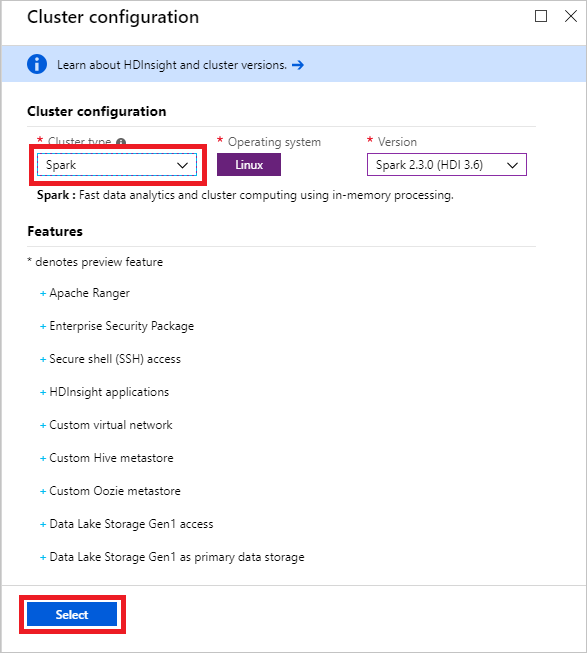 Cluster configuration
Learn about HDInsight and cluster versions. →
Cluster configuration
* Cluster type * Operating system * Version
Spark Linux Spark 2.3.0 (HDI 3.6)
Spark : Fast data analytics and cluster computing using in-memory processing.
Features
* denotes preview feature
+ Apache Ranger
+ Enterprise Security Package
+ Secure shell (SSH) access
+ HDInsight applications
+ Custom virtual network
+ Custom Hive metastore
+ Custom Oozie metastore
+ Data Lake Storage Gen1 access
+ Data Lake Storage Gen1 as primary data storage
Select